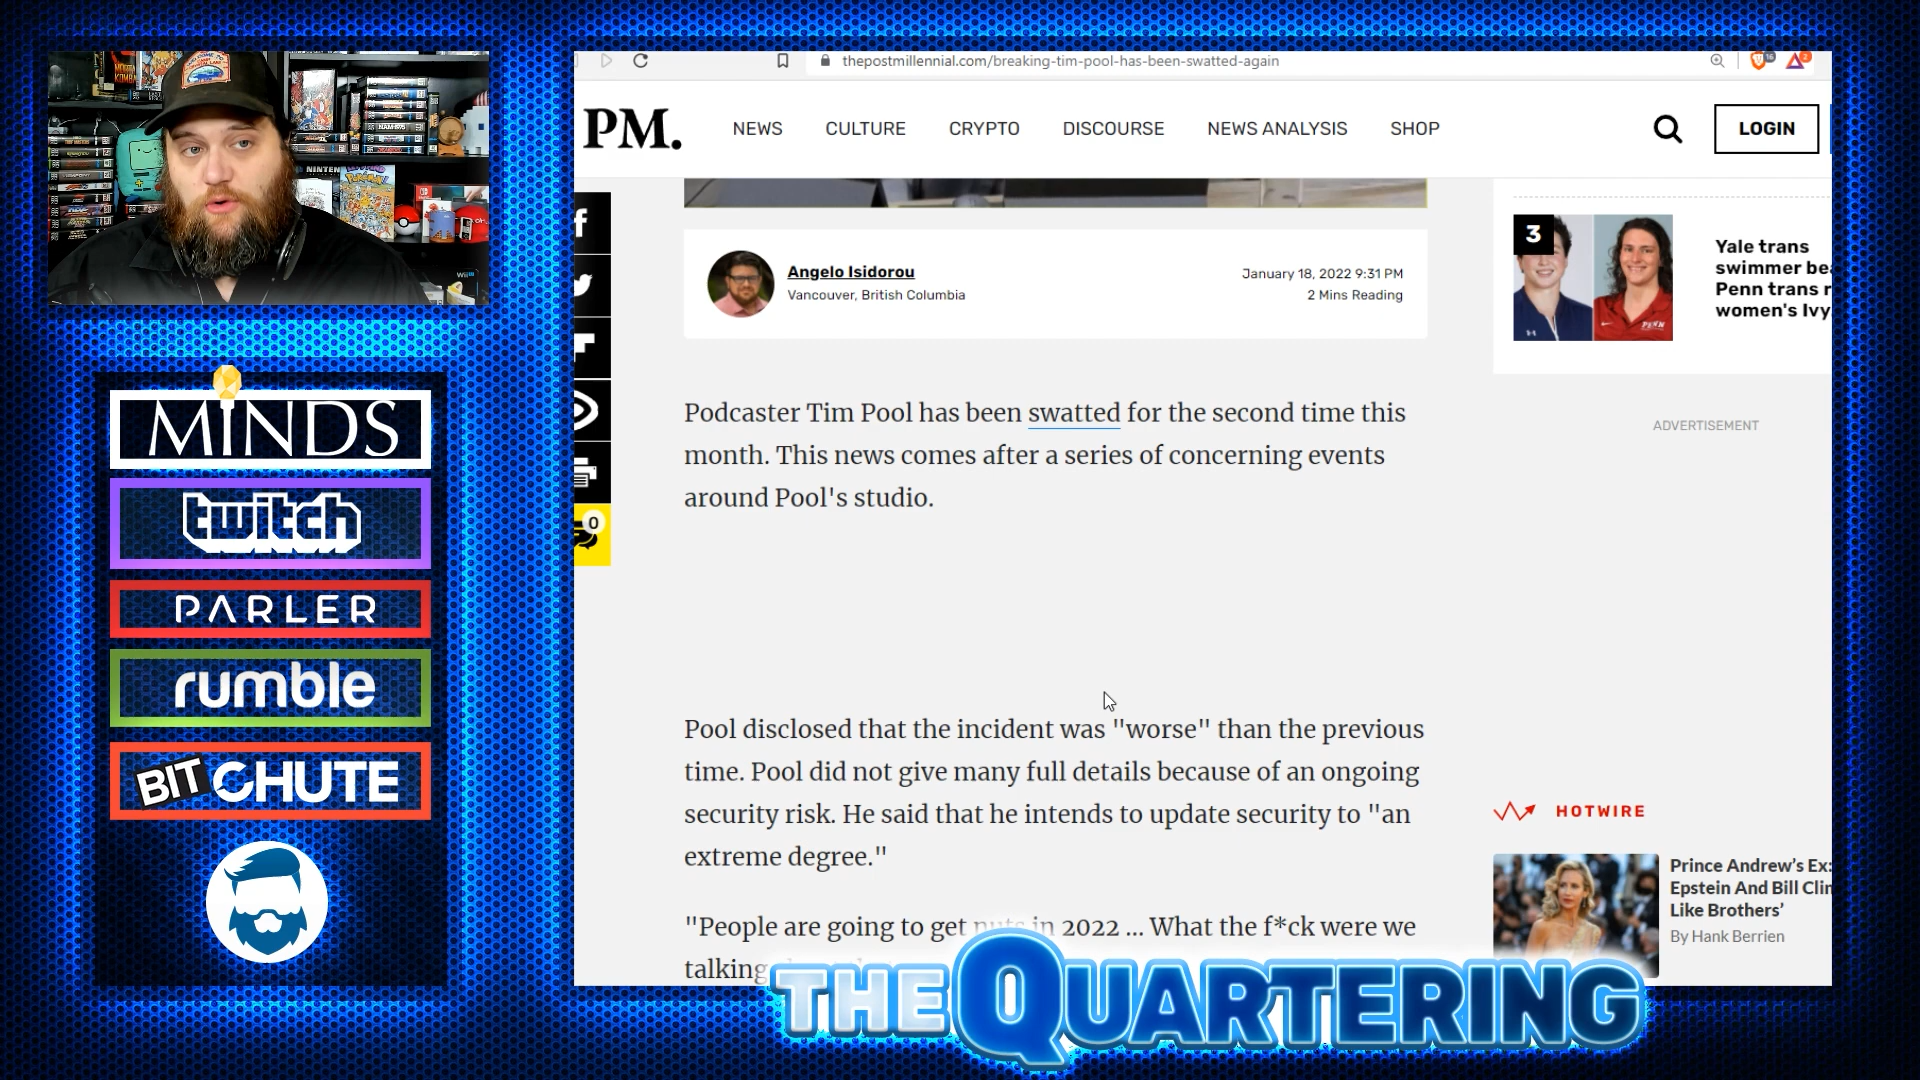 thepostmillennial.com/breaking-tim-pool-has-been-swatted-again
PM.
NEWS
CULTURE
CRYPTO
DISCOURSE
NEWS ANALYSIS
SHOP
LOGIN
Angelo Isidorou
Vancouver, British Columbia
January 18, 2022 9:31 PM
2 Mins Reading
Podcaster Tim Pool has been swatted for the second time this
month. This news comes after a series of concerning events
around Pool's studio.
0
Pool disclosed that the incident was "worse" than the previous
time. Pool did not give many full details because of an ongoing
security risk. He said that he intends to update security to "an
extreme degree."
"People are going to get nuts in 2022 ... What the f*ck were we
talking
3
Yale trans
swimmer bea
Penn trans r
women's Ivy
ADVERTISEMENT
HOTWIRE
Prince Andrew's Ex:
Epstein And Bill Clin
Like Brothers'
By Hank Berrien
MINDS
twitch
PARLER
rumble
BITCHUTE
THE QUARTERING